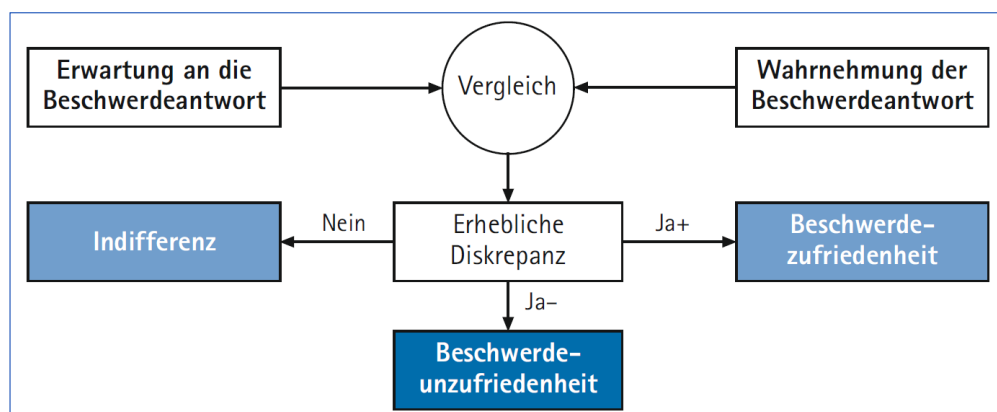 Erwartung an die
Beschwerdeantwort
Vergleich
Wahrnehmung der
Beschwerdeantwort
Indifferenz
Nein
Erhebliche
Diskrepanz
Ja+
Beschwerde-
zufriedenheit
Ja–
Beschwerde-
unzufriedenheit